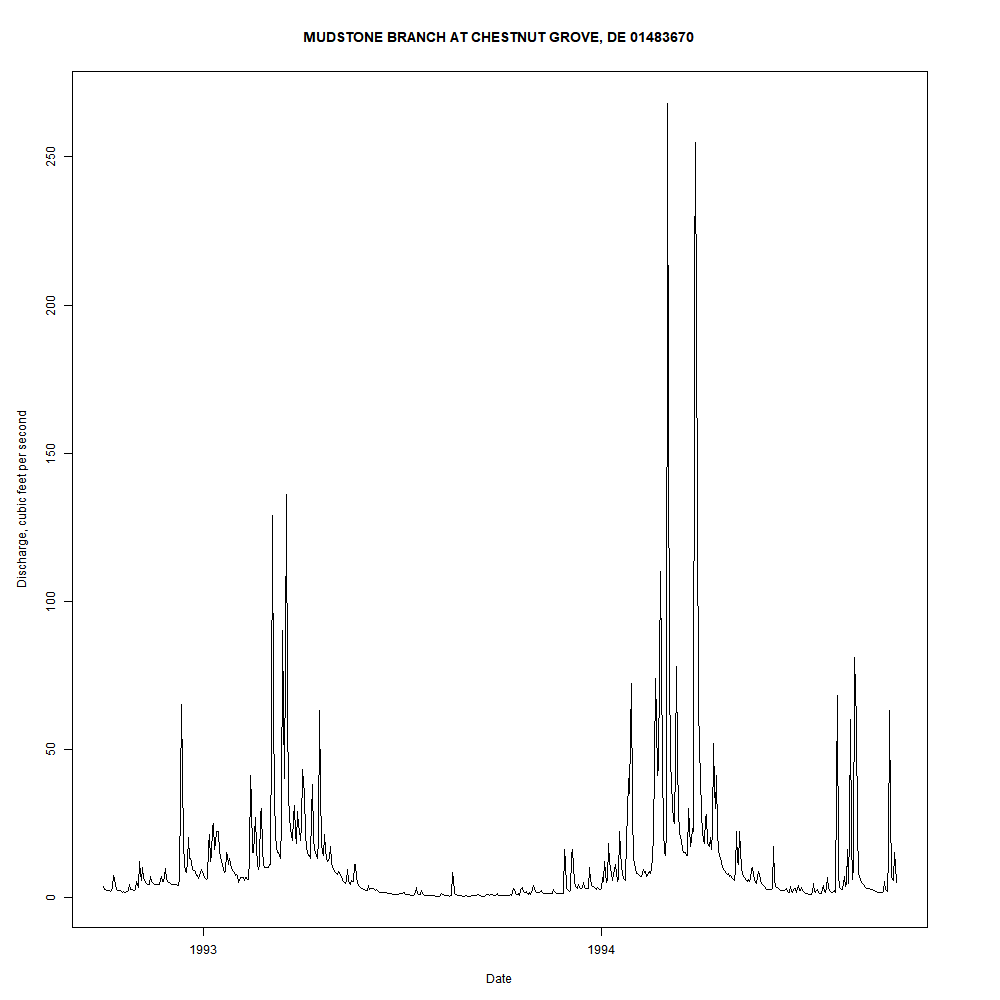 MUDSTONE BRANCH AT CHESTNUT GROVE, DE 01483670
250
200
150
100
50
0
Discharge, cubic feet per second
1993
1994
Date